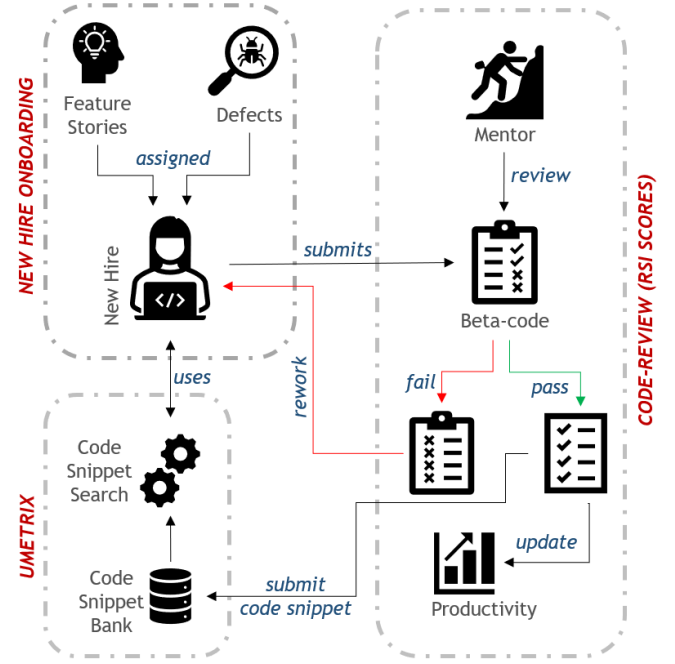 NEW HIRE ONBOARDING
Feature
Stories
Defects
assigned
New Hire
</>
submits
Mentor
review
Beta-code
CODE-REVIEW (RSI SCORES)
fail
pass
rework
uses
UMETRIX
Code
Snippet
Search
Code
Snippet
Bank
submit
code snippet
update
Productivity